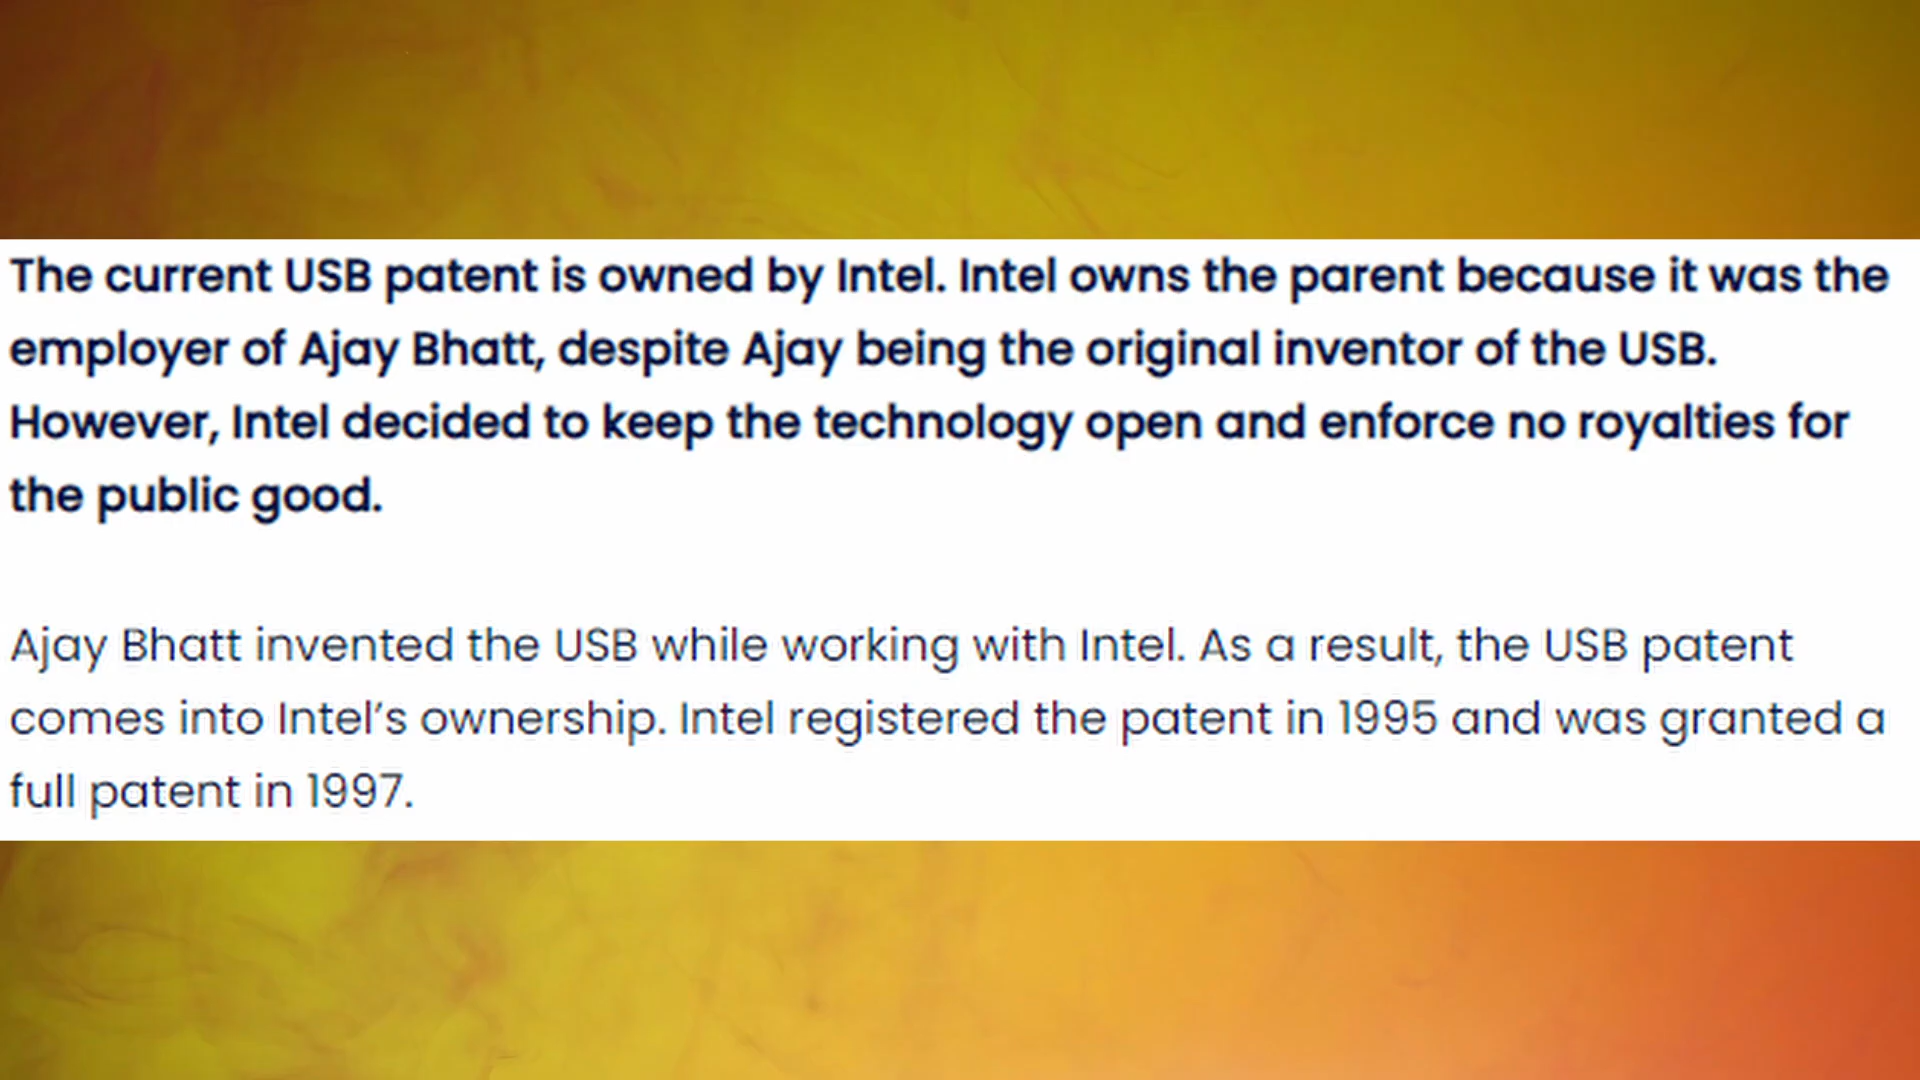 The current USB patent is owned by Intel. Intel owns the parent because it was the
employer of Ajay Bhatt, despite Ajay being the original inventor of the USB.
However, Intel decided to keep the technology open and enforce no royalties for
the public good.
Ajay Bhatt invented the USB while working with Intel. As a result, the USB patent
comes into Intel’s ownership. Intel registered the patent in 1995 and was granted a
full patent in 1997.